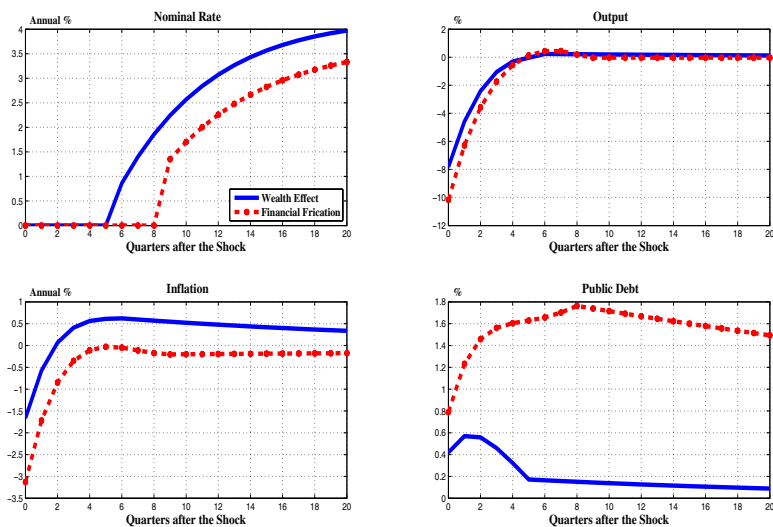 Nominal Rate
Annual %
4
3.5
3
2.5
2
1.5
1
0.5
0
0 2 4 6 8 10 12 14 16 18 20
Quarters after the Shock
Wealth Effect
Financial Frication
Output
%
2
0
−2
−4
−6
−8
−10
−12
0 2 4 6 8 10 12 14 16 18 20
Quarters after the Shock
Inflation
Annual %
1
0.5
0
−0.5
−1
−1.5
−2
−2.5
−3
−3.5
0 2 4 6 8 10 12 14 16 18 20
Quarters after the Shock
Public Debt
%
1.8
1.6
1.4
1.2
1
0.8
0.6
0.4
0.2
0
0 2 4 6 8 10 12 14 16 18 20
Quarters after the Shock